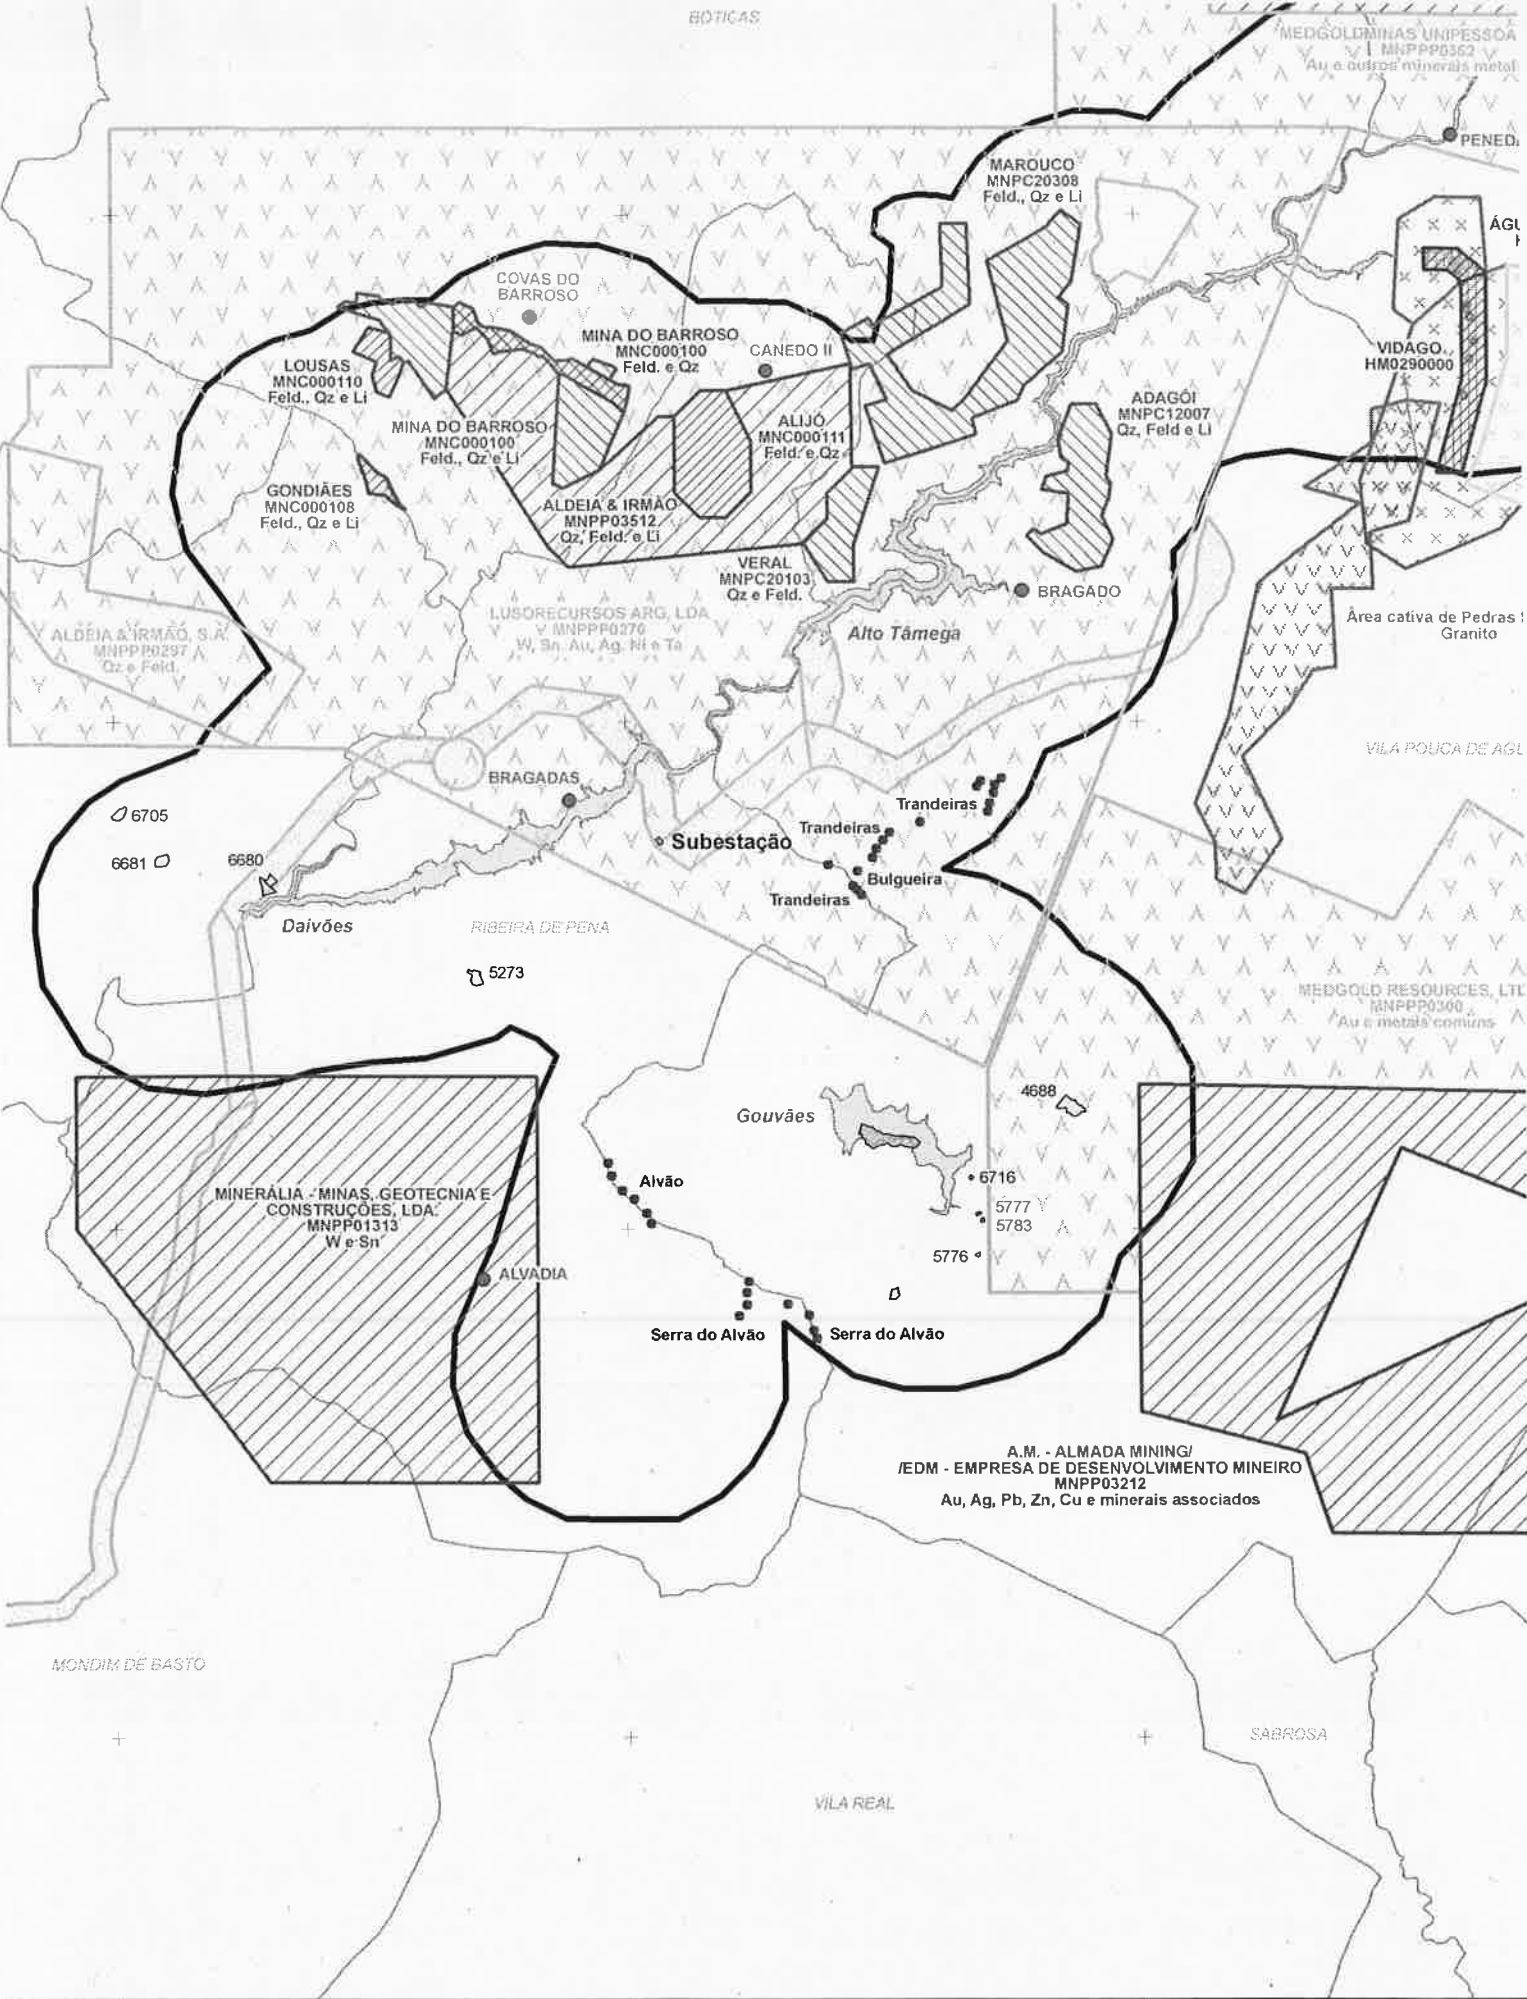 BOTICAS
MEDGOLDMINAS UNIPESSOA
MNPPP0362
Au e outros minerais metal
PENED
MAROUCO
MNPC20308
Feld., Qz e Li
ÁGU
COVAS DO
BARROSO
MINA DO BARROSO
MNC000100
Feld. e Qz
CANEDO II
VIDAGO
HM0290000
LOUSAS
MNC000110
Feld., Qz e Li
MINA DO BARROSO
MNC000100
Feld., Qz e Li
ALIJÓ
MNC000111
Feld. e Qz
ADAGÓI
MNPC12007
Qz, Feld e Li
GONDIÃES
MNC000108
Feld., Qz e Li
ALDEIA & IRMÃO
MNPP03512
Qz, Feld. e Li
VERAL
MNPC20103
Qz e Feld.
BRAGADO
LUSORECURSOS ARG, LDA
MNPPP0276
W, Sn, Au, Ag, Ni e Ta
Alto Tâmega
Área cativa de Pedras
Granito
ALDEIA & IRMÃO, S.A.
MNPPP0297
Qz e Feld.
VILA POUCA DE AGU
BRAGADAS
Trandeiras
6705
Trandeiras
Subestação
6681
6680
Bulgueira
Trandeiras
Daivões
RIBEIRA DE PENA
5273
MEDGOLD RESOURCES, LTD
MNPPP0300
Au e metais comuns
4688
Gouvães
6716
Alvão
MINERÁLIA - MINAS, GEOTECNIA E
CONSTRUÇÕES, LDA.
MNPP01313
W e Sn
5777
5783
5776
ALVADIA
Serra do Alvão
Serra do Alvão
A.M. - ALMADA MINING/
/EDM - EMPRESA DE DESENVOLVIMENTO MINEIRO
MNPP03212
Au, Ag, Pb, Zn, Cu e minerais associados
MONDIM DE BASTO
SABROSA
VILA REAL